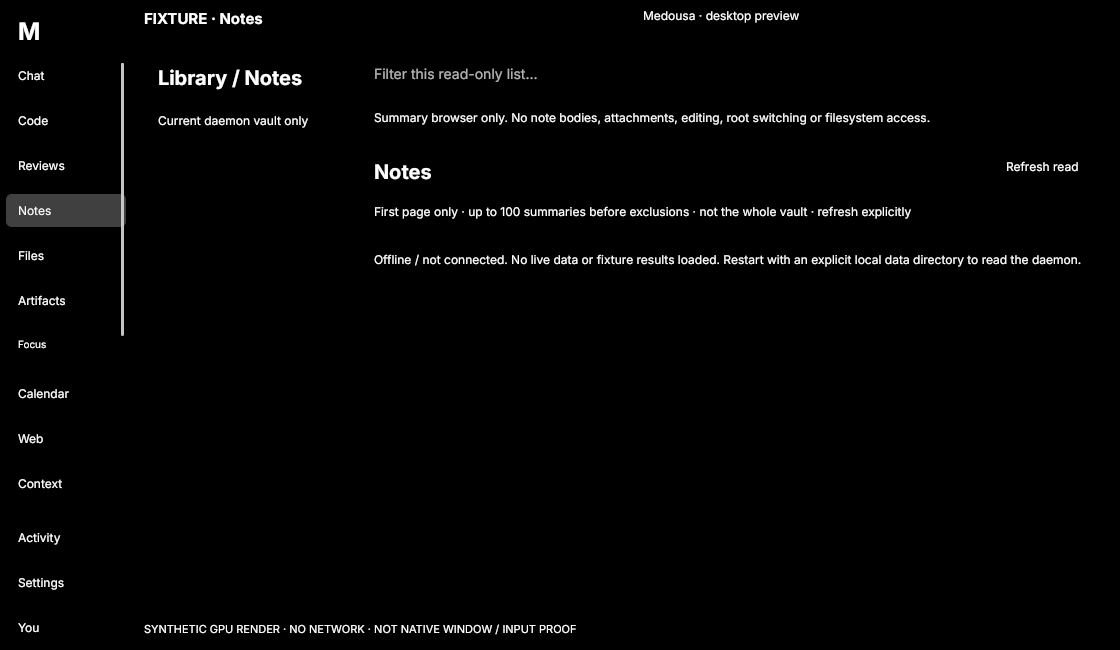 M
FIXTURE · Notes
Medousa · desktop preview
Chat
Code
Reviews
Notes
Files
Artifacts
Focus
Calendar
Web
Context
Activity
Settings
You
Library / Notes
Current daemon vault only
Filter this read-only list...
Summary browser only. No note bodies, attachments, editing, root switching or filesystem access.
Notes
Refresh read
First page only · up to 100 summaries before exclusions · not the whole vault · refresh explicitly
Offline / not connected. No live data or fixture results loaded. Restart with an explicit local data directory to read the daemon.
SYNTHETIC GPU RENDER · NO NETWORK · NOT NATIVE WINDOW / INPUT PROOF